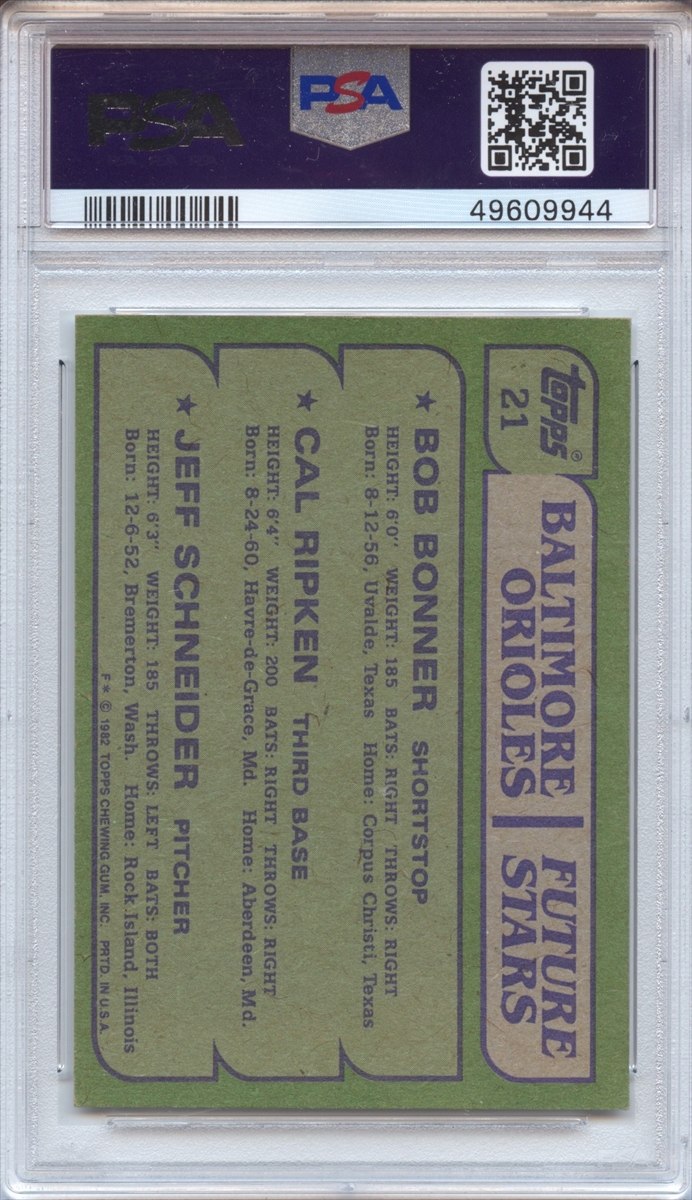 PSA
PSA
49609944
topps®
21
BALTIMORE
ORIOLES
FUTURE
STARS
★ BOB BONNER SHORTSTOP
HEIGHT: 6'0" WEIGHT: 185 BATS: RIGHT THROWS: RIGHT
Born: 8-12-56, Uvalde, Texas Home: Corpus Christi, Texas
★ CAL RIPKEN THIRD BASE
HEIGHT: 6'4" WEIGHT: 200 BATS: RIGHT THROWS: RIGHT
Born: 8-24-60, Havre-de-Grace, Md. Home: Aberdeen, Md.
★ JEFF SCHNEIDER PITCHER
HEIGHT: 6'3" WEIGHT: 185 THROWS: LEFT BATS: BOTH
Born: 12-6-52, Bremerton, Wash. Home: Rock Island, Illinois
F* © 1982 TOPPS CHEWING GUM, INC. PRTD. IN U.S.A.